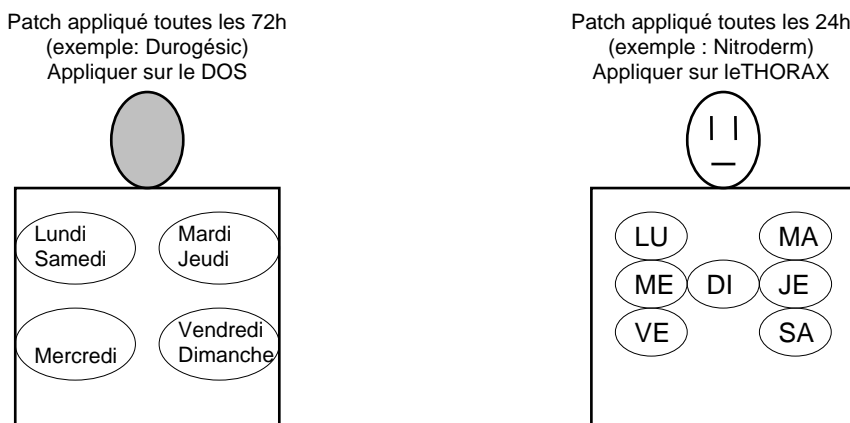 Patch appliqué toutes les 72h
(exemple: Durogésic)
Appliquer sur le DOS
Lundi
Samedi
Mardi
Jeudi
Mercredi
Vendredi
Dimanche
Patch appliqué toutes les 24h
(exemple : Nitroderm)
Appliquer sur leTHORAX
LU
MA
ME
DI
JE
VE
SA